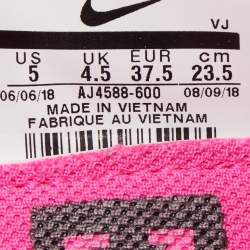 VJ
US UK EUR cm
5 4.5 37.5 23.5
06/06/18 AJ4588-600 08/09/18
MADE IN VIETNAM
FABRIQUE AU VIETNAM